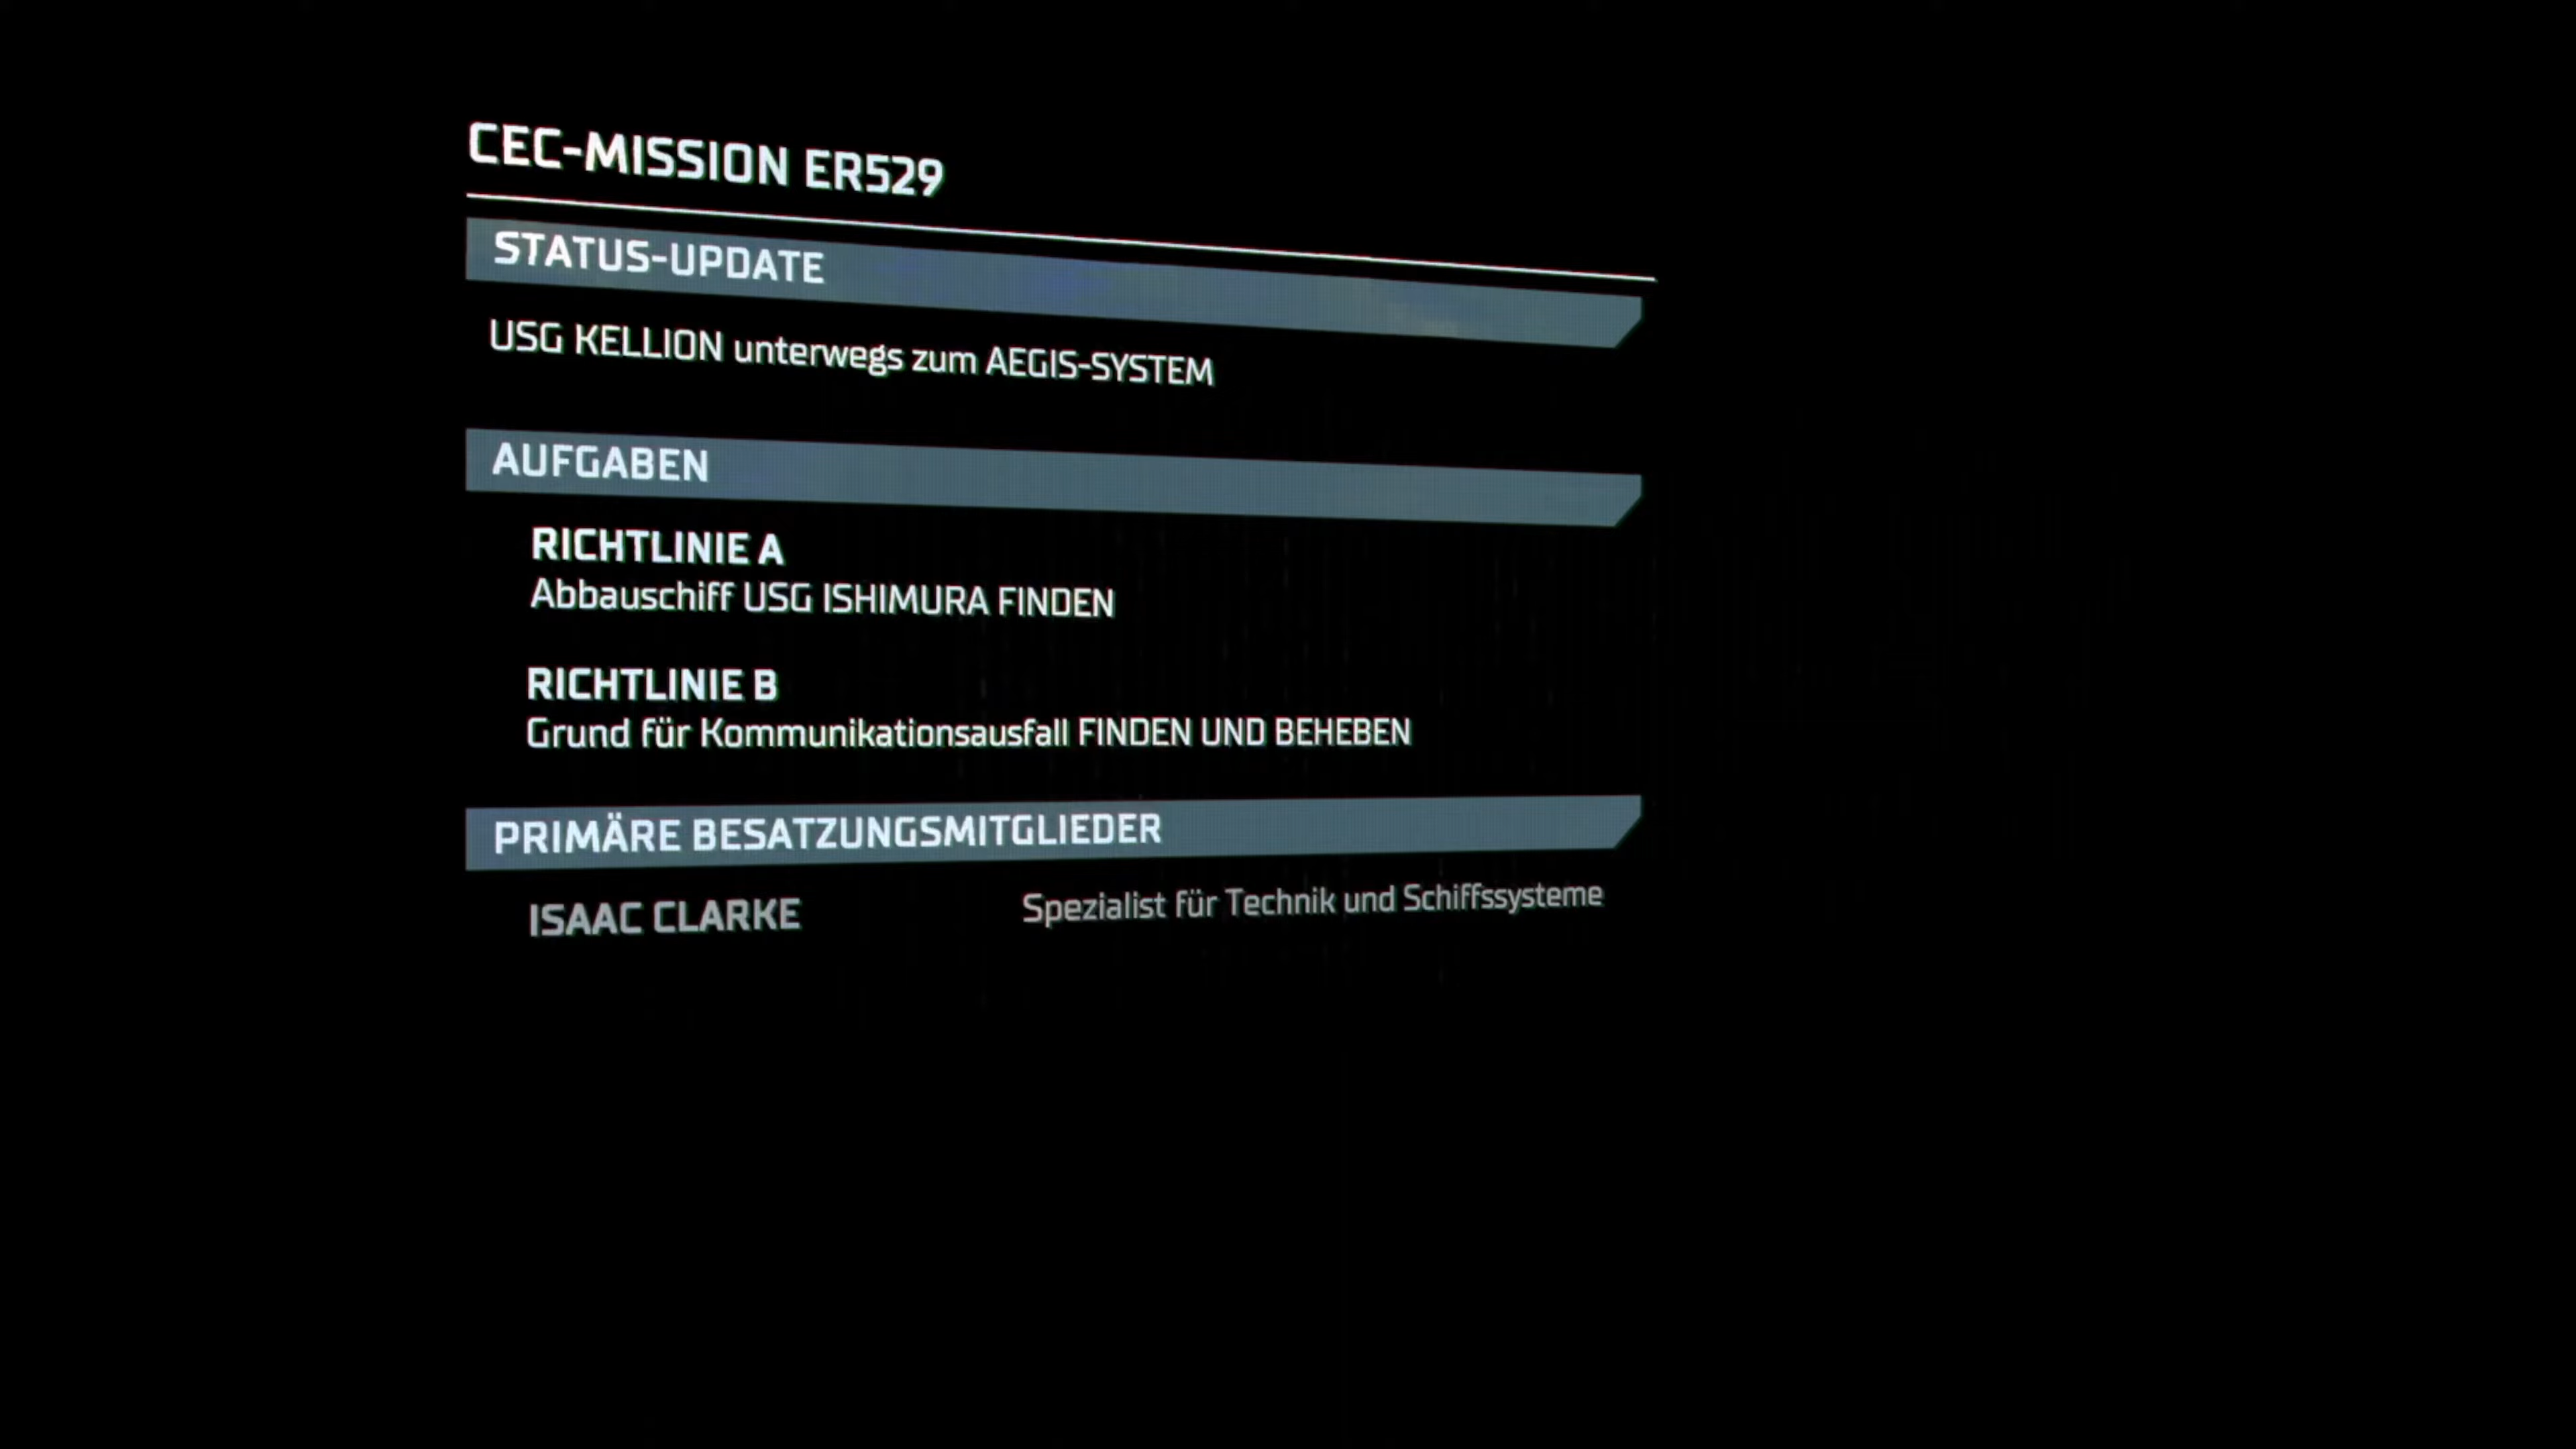 CEC-MISSION ER529
STATUS-UPDATE
USG KELLION unterwegs zum AEGIS-SYSTEM
AUFGABEN
RICHTLINIE A
Abbauschiff USG ISHIMURA FINDEN
RICHTLINIE B
Grund für Kommunikationsausfall FINDEN UND BEHEBEN
PRIMÄRE BESATZUNGSMITGLIEDER
ISAAC CLARKE Spezialist für Technik und Schiffssysteme